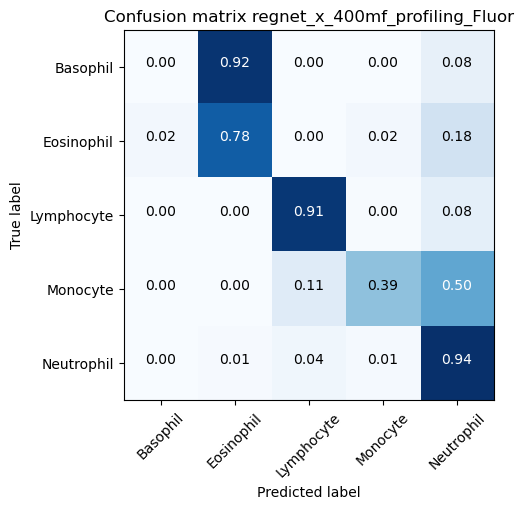 Confusion matrix regnet_x_400mf_profiling_Fluor
True label
Basophil 0.00 0.92 0.00 0.00 0.08
Eosinophil 0.02 0.78 0.00 0.02 0.18
Lymphocyte 0.00 0.00 0.91 0.00 0.08
Monocyte 0.00 0.00 0.11 0.39 0.50
Neutrophil 0.00 0.01 0.04 0.01 0.94
Basophil Eosinophil Lymphocyte Monocyte Neutrophil
Predicted label